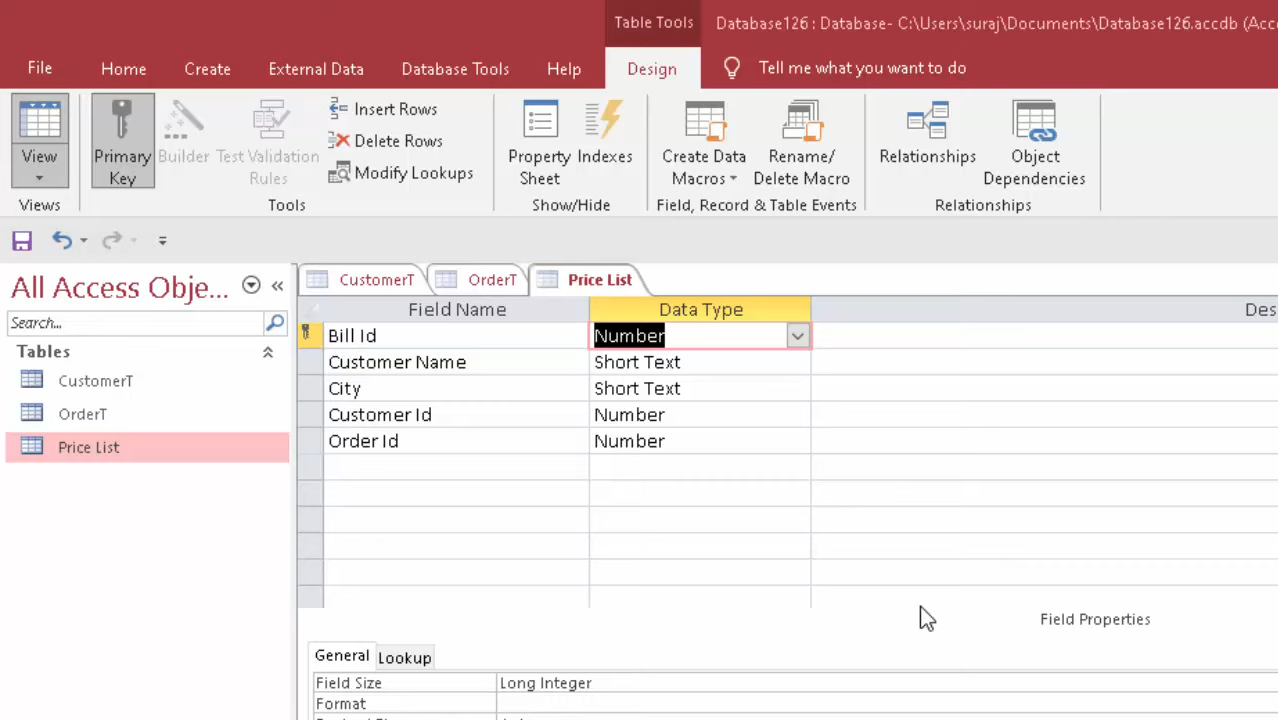 Table Tools Database126 : Database- C:\Users\suraj\Documents\Database126.accdb (Acc
File Home Create External Data Database Tools Help Design Tell me what you want to do
View Primary Key Builder Test Validation Rules Insert Rows
Delete Rows
Modify Lookups
Property Sheet Indexes Create Data Macros Rename/ Delete Macro Relationships Object Dependencies
Views Tools Show/Hide Field, Record & Table Events Relationships
All Access Obje... «
Search...
Tables
CustomerT
OrderT
Price List
CustomerT OrderT Price List
Field Name Data Type Des
Bill Id Number
Customer Name Short Text
City Short Text
Customer Id Number
Order Id Number
Field Properties
General Lookup
Field Size Long Integer
Format